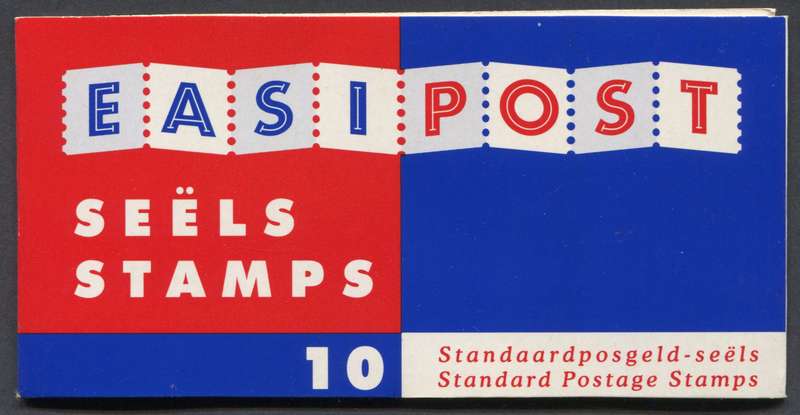 EASIPOST
SEËLS
STAMPS
10
Standaardposgeld-seëls
Standard Postage Stamps